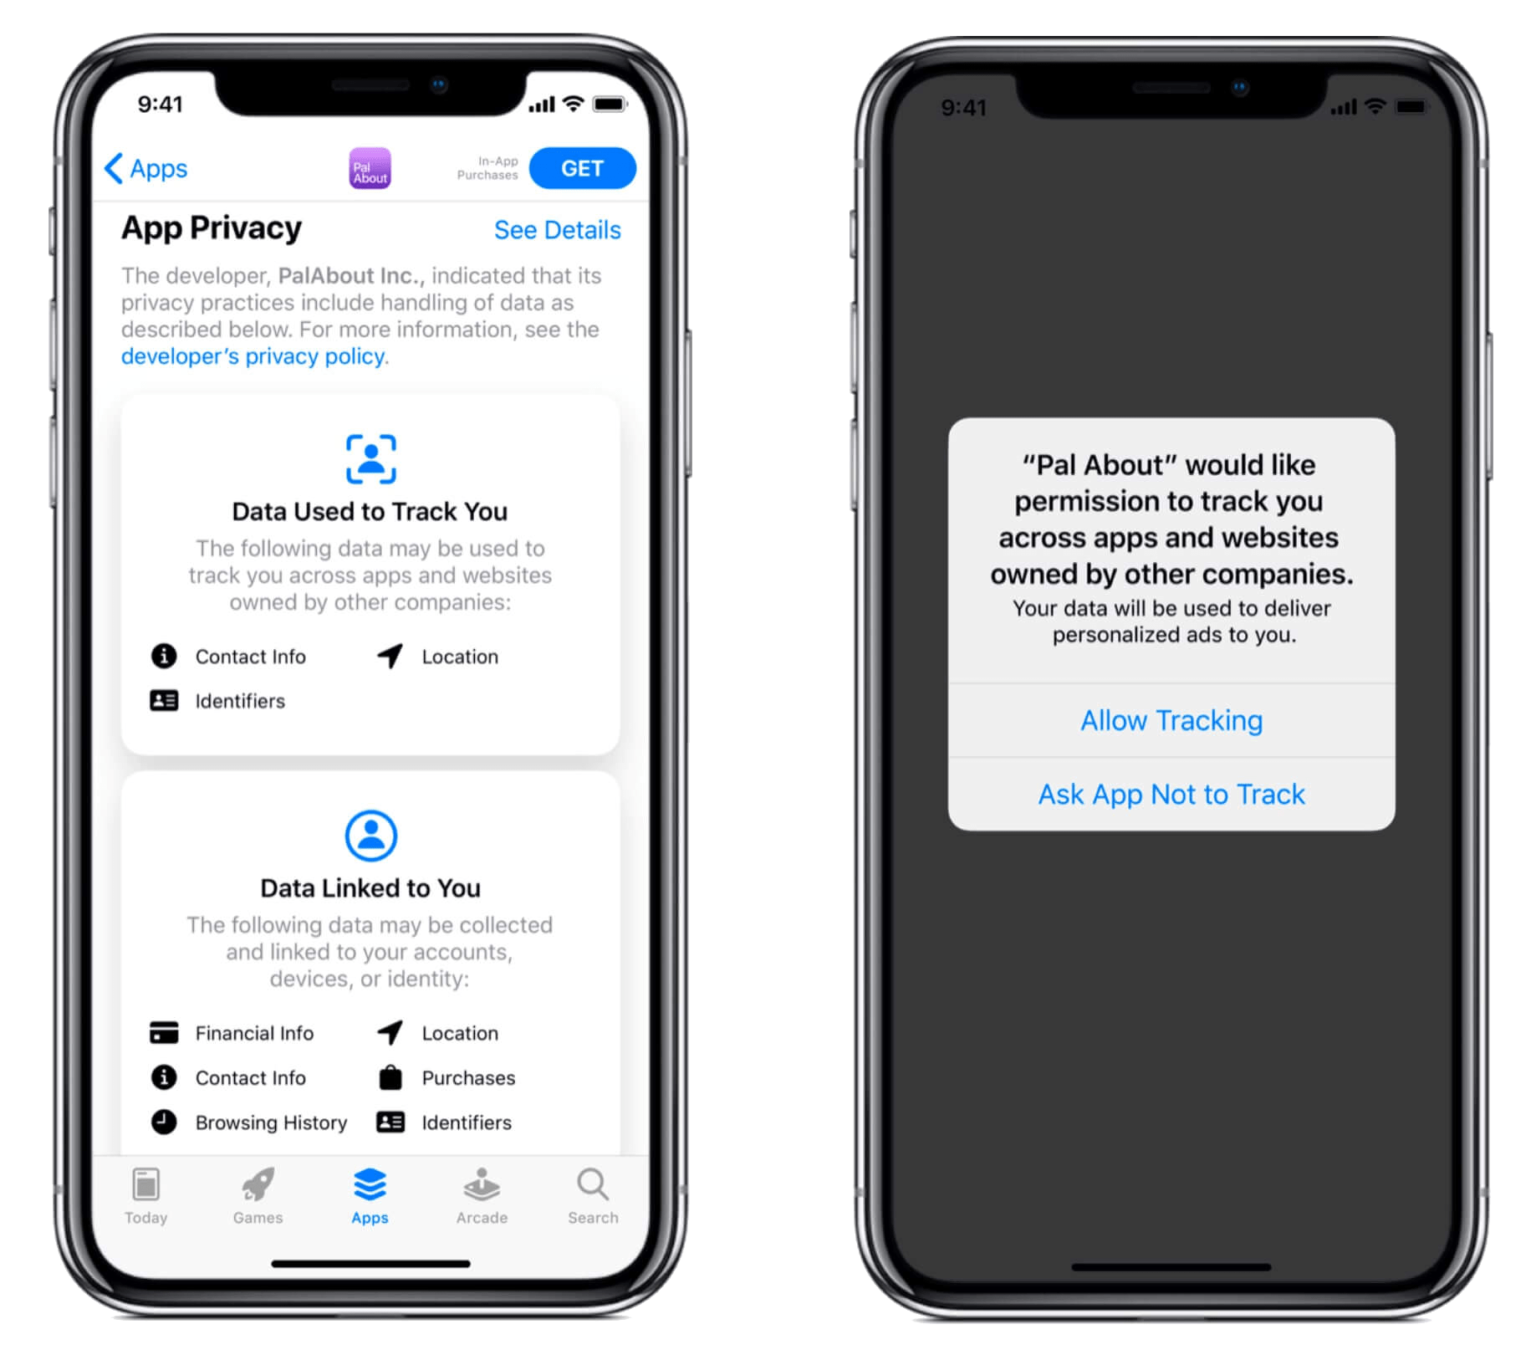 9:41
Apps
Pal
About
In-App
Purchases
GET
App Privacy
See Details
The developer, PalAbout Inc., indicated that its
privacy practices include handling of data as
described below. For more information, see the
developer's privacy policy.
Data Used to Track You
The following data may be used to
track you across apps and websites
owned by other companies:
Contact Info
Location
Identifiers
Data Linked to You
The following data may be collected
and linked to your accounts,
devices, or identity:
Financial Info
Location
Contact Info
Purchases
Browsing History
Identifiers
Today
Games
Apps
Arcade
Search
9:41
“Pal About” would like
permission to track you
across apps and websites
owned by other companies.
Your data will be used to deliver
personalized ads to you.
Allow Tracking
Ask App Not to Track